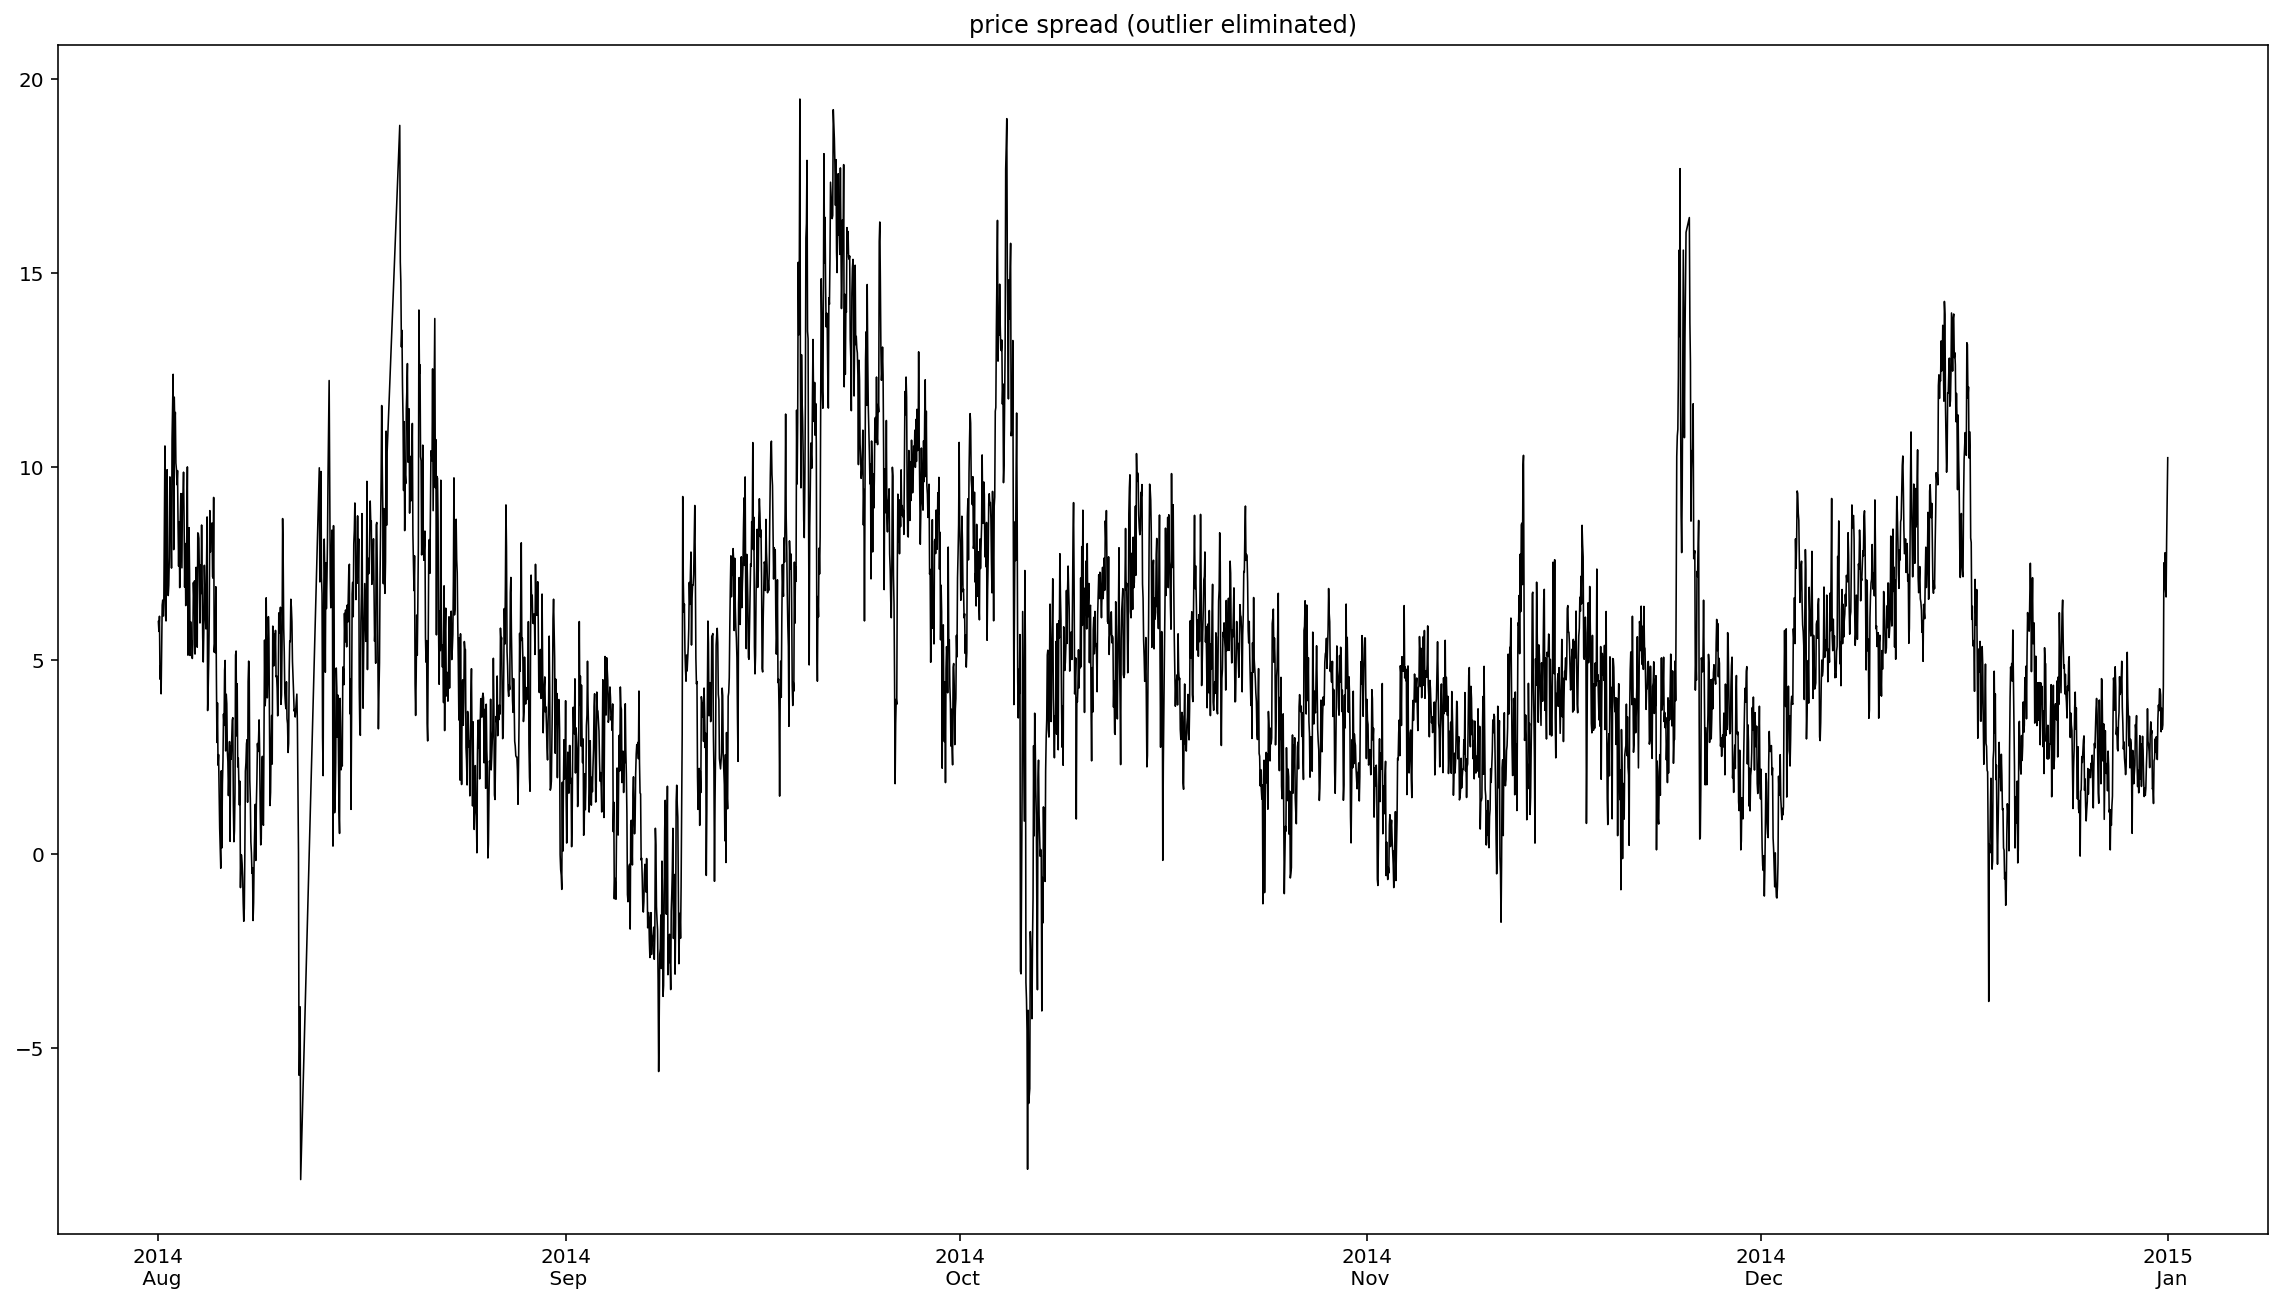 price spread (outlier eliminated)
20
15
10
5
0
−5
2014 2014 2014 2014 2014 2015
Aug Sep Oct Nov Dec Jan